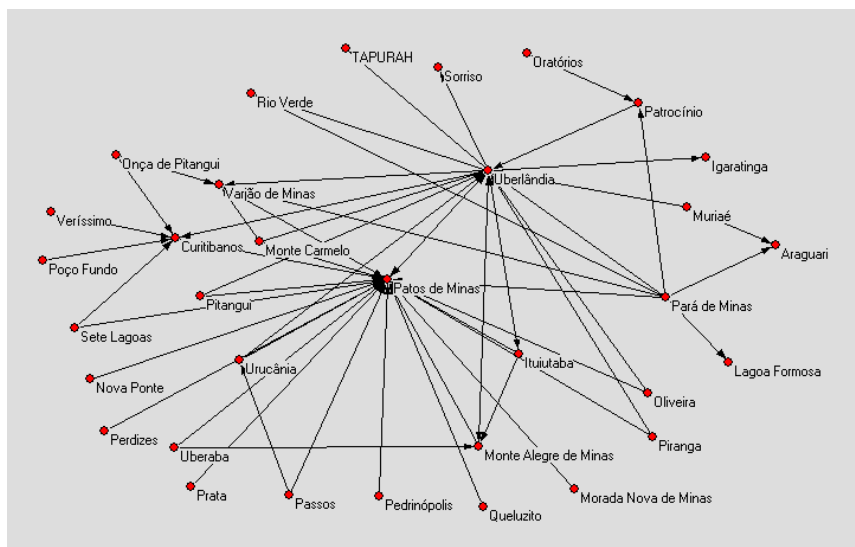 TAPURAH
Oratórios
Sorriso
Rio Verde
Patrocínio
Onça de Pitangui
Igaratinga
Uberlândia
Varjão de Minas
Muriaé
Veríssimo
Curitibanos
Monte Carmelo
Araguari
Poço Fundo
Patos de Minas
Pitangui
Pará de Minas
Sete Lagoas
Urucânia
Ituiutaba
Lagoa Formosa
Nova Ponte
Oliveira
Perdizes
Piranga
Uberaba
Monte Alegre de Minas
Prata
Passos
Pedrinópolis
Morada Nova de Minas
Queluzito